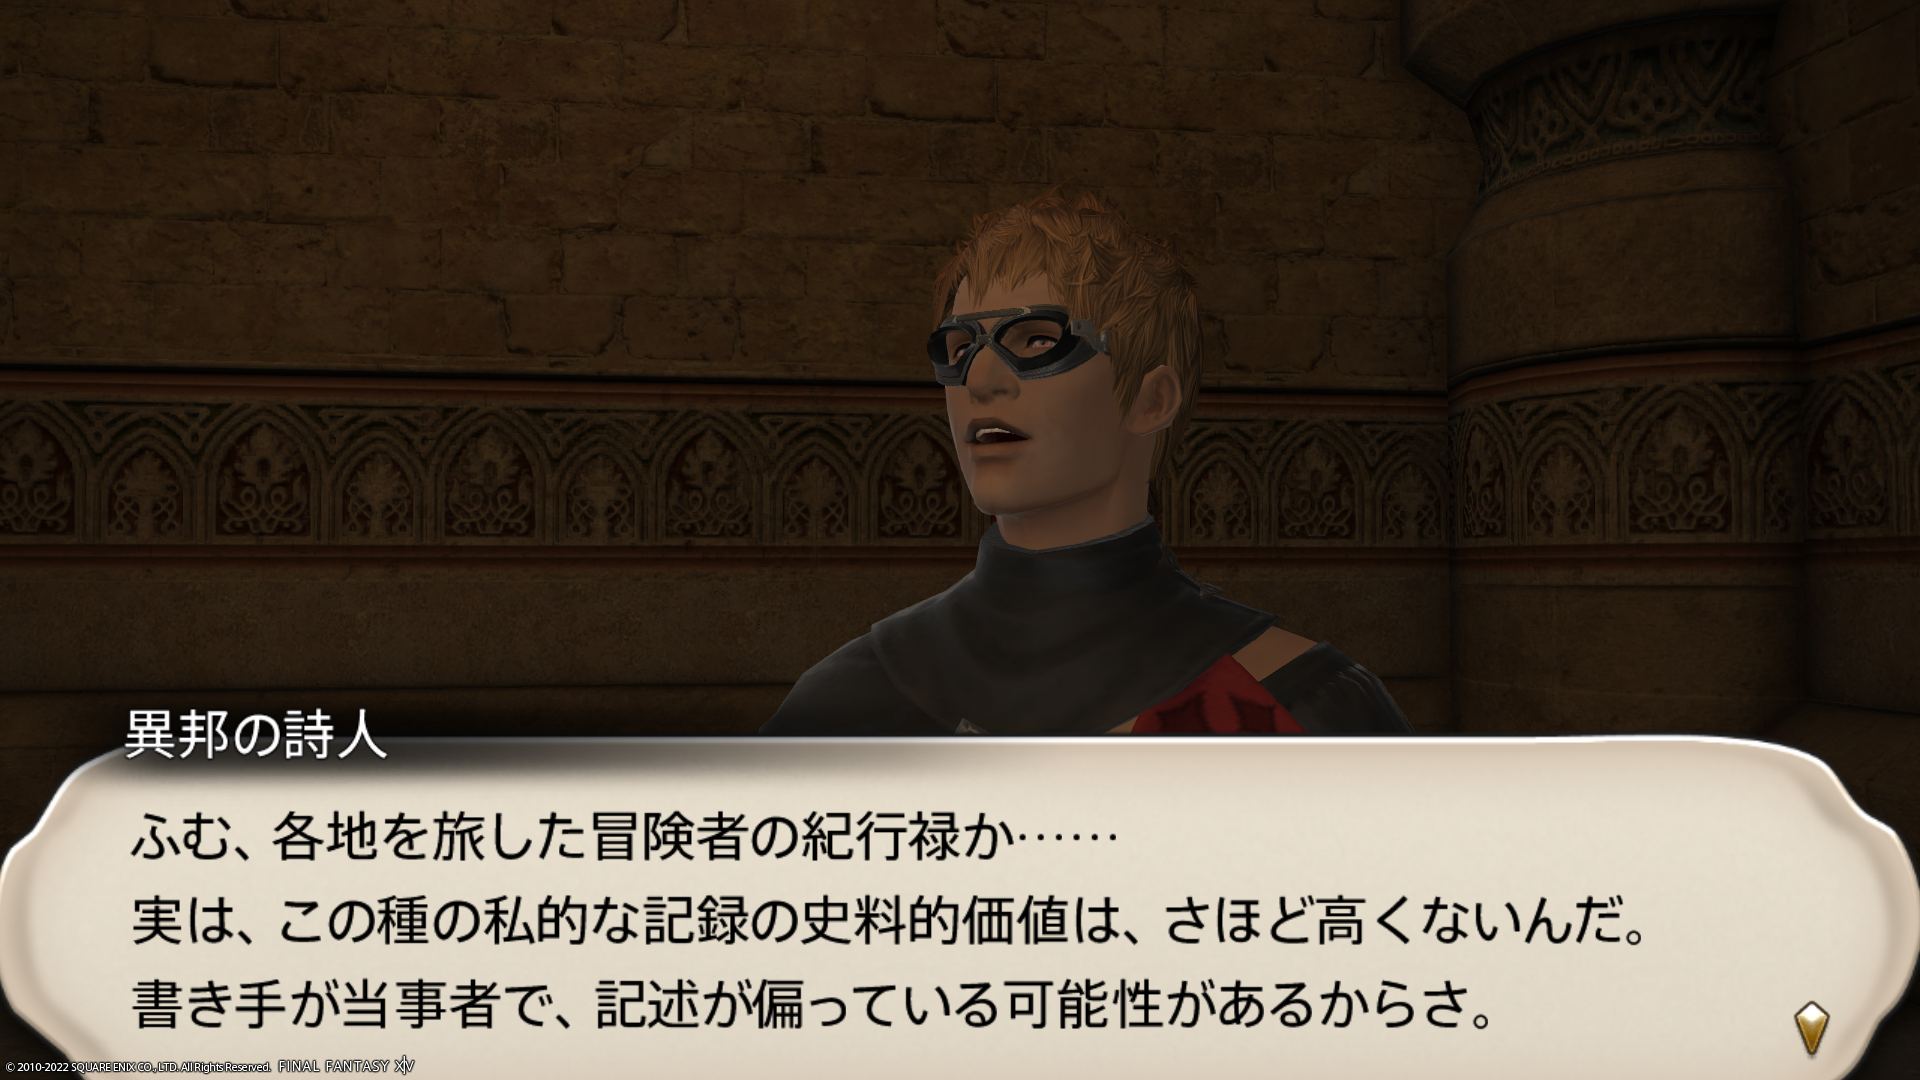 異邦の詩人
ふむ、各地を旅した冒険者の紀行禄か……
実は、この種の私的な記録の史料的価値は、さほど高くないんだ。
書き手が当事者で、記述が偏っている可能性があるからさ。
© 2010-2022 SQUARE ENIX CO., LTD. All Rights Reserved. FINAL FANTASY XIV